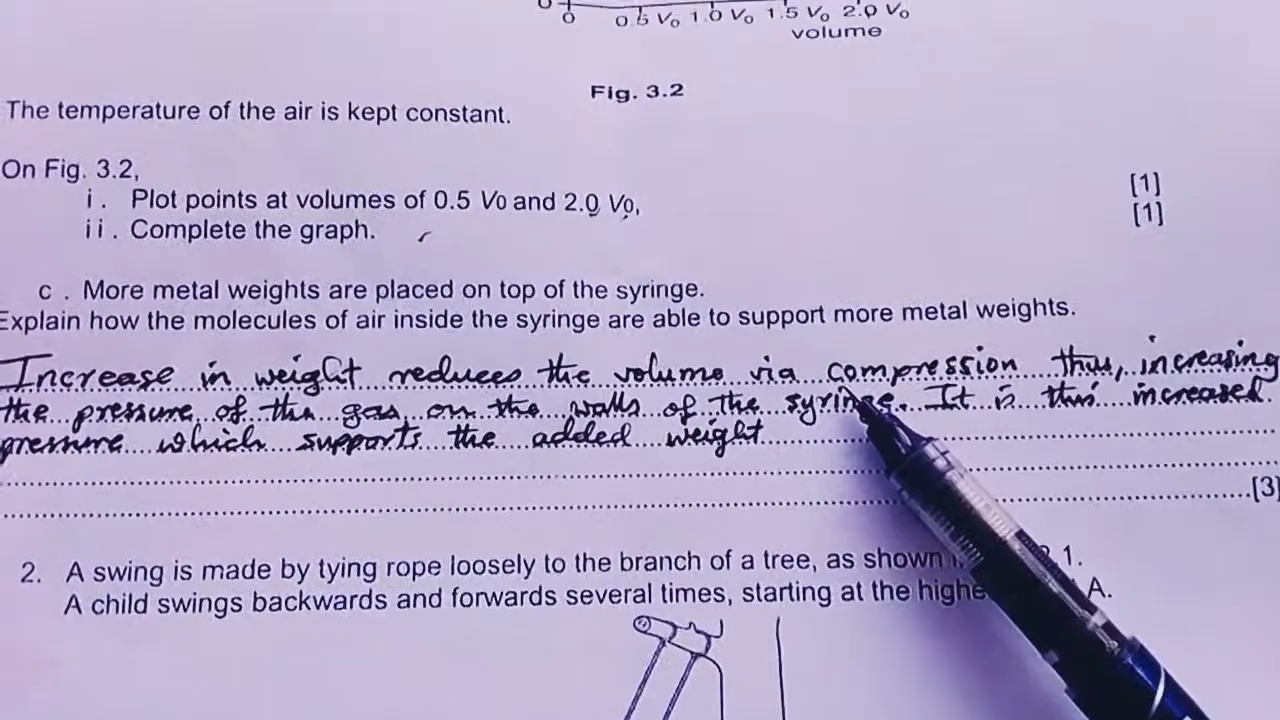 0
0 0.5 V₀ 1.0 V₀ 1.5 V₀ 2.0 V₀
volume
Fig. 3.2
The temperature of the air is kept constant.
On Fig. 3.2,
i. Plot points at volumes of 0.5 V0 and 2.0 V0, [1]
ii. Complete the graph. [1]
c. More metal weights are placed on top of the syringe.
Explain how the molecules of air inside the syringe are able to support more metal weights.
Increase in weight reduces the volume via compression thus, increasing
the pressure of the gas on the walls of the syringe. It is this increased
pressure which supports the added weight
[3]
2. A swing is made by tying rope loosely to the branch of a tree, as shown 1.
A child swings backwards and forwards several times, starting at the A.